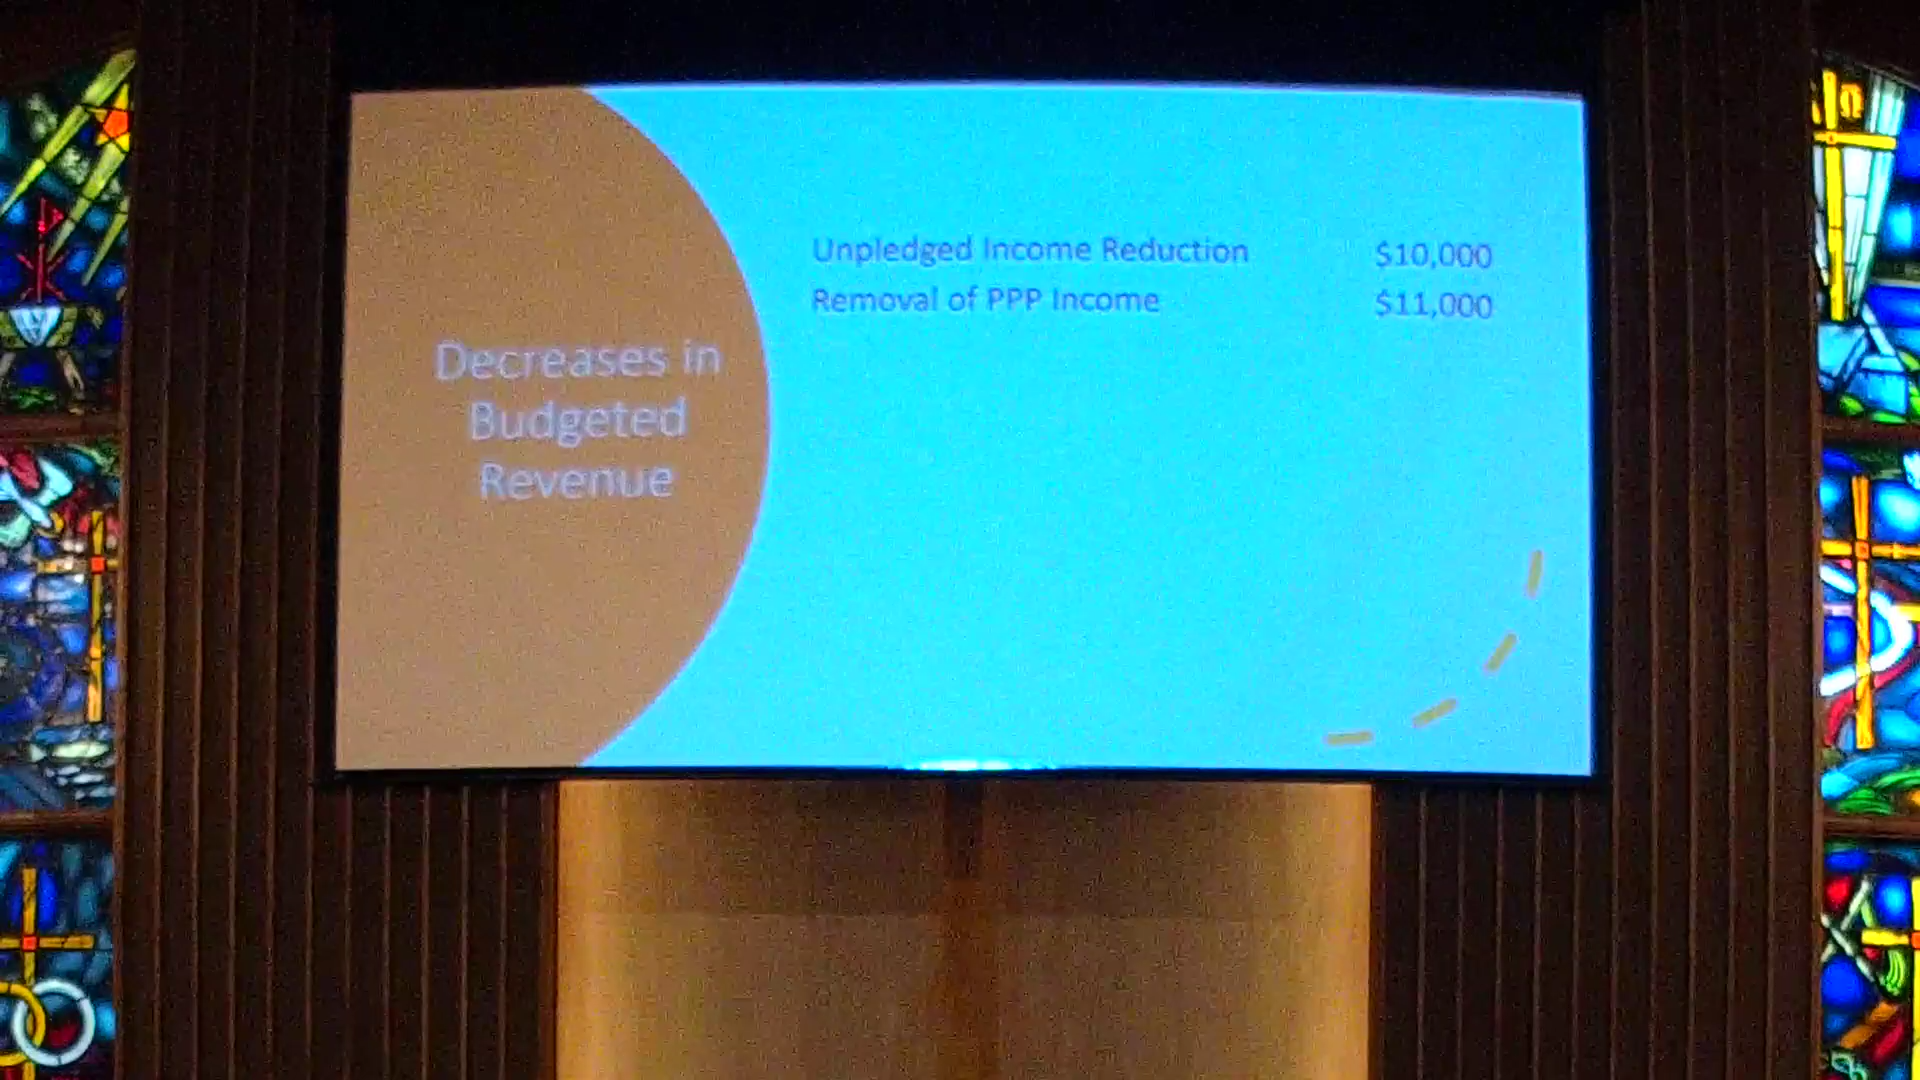 Decreases in
Budgeted
Revenue
Unpledged Income Reduction $10,000
Removal of PPP Income $11,000